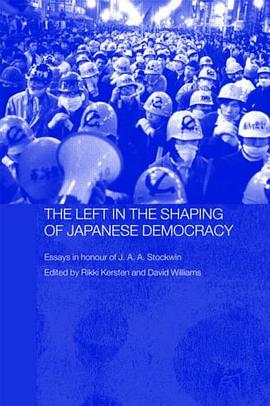 THE LEFT IN THE SHAPING
OF JAPANESE DEMOCRACY
Essays in honour of J. A. A. Stockwin
Edited by Rikki Kersten and David Williams